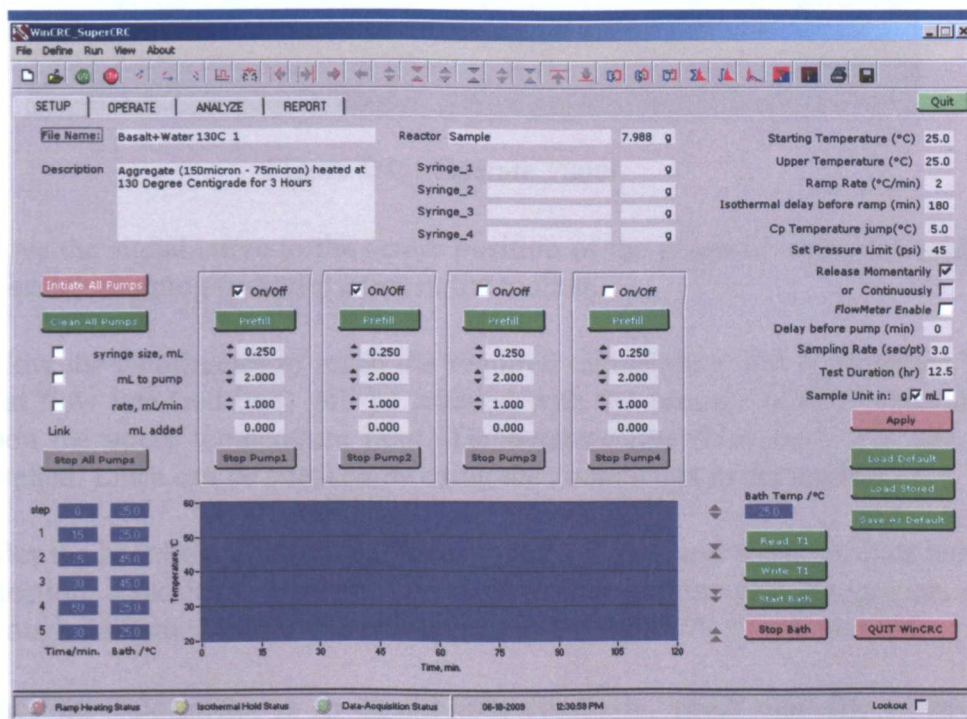 WinCRC_SuperCRC
File Define Run View About
SETUP OPERATE ANALYZE REPORT
Quit
File Name: Basalt+Water 130C 1
Description Aggregate (150micron - 75micron) heated at
130 Degree Centigrade for 3 Hours
Reactor Sample 7.988 g
Syringe_1 g
Syringe_2 g
Syringe_3 g
Syringe_4 g
Starting Temperature (°C) 25.0
Upper Temperature (°C) 25.0
Ramp Rate (°C/min) 2
Isothermal delay before ramp (min) 180
Cp Temperature jump(°C) 5.0
Set Pressure Limit (psi) 45
Release Momentarily
or Continuously
FlowMeter Enable
Delay before pump (min) 0
Sampling Rate (sec/pt) 3.0
Test Duration (hr) 12.5
Sample Unit in: g mL
Apply
Load Default
Load Stored
Save As Default
Initiate All Pumps
Clean All Pumps
On/Off On/Off On/Off On/Off
Prefill Prefill Prefill Prefill
syringe size, mL 0.250 0.250 0.250 0.250
mL to pump 2.000 2.000 2.000 2.000
rate, mL/min 1.000 1.000 1.000 1.000
Link mL added 0.000 0.000 0.000 0.000
Stop All Pumps Stop Pump1 Stop Pump2 Stop Pump3 Stop Pump4
step 0 25.0
1 15 25.0
2 45.0
3 30 45.0
4 60 25.0
5 30 25.0
Time/min. Bath /°C
Temperature, °C
60
50
40
30
20
0 15 30 45 60 75 90 105 120
Time, min.
Bath Temp /°C
25.0
Read T1
Write T1
Start Bath
Stop Bath
QUIT WinCRC
Ramp Heating Status Isothermal Hold Status Data-Acquisition Status 06-18-2009 12:30:59 PM Lookout